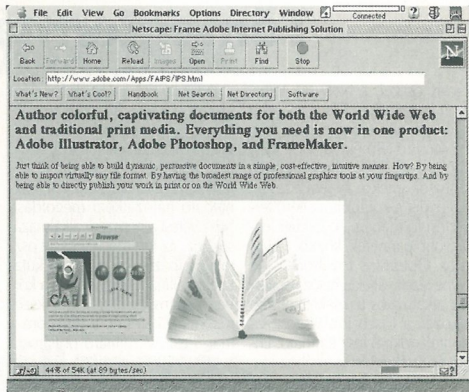 File Edit View Go Bookmarks Options Directory Window Connected
Netscape: Frame Adobe Internet Publishing Solution
Back Forward Home Reload Images Open Print Find Stop N
Location: http://www.adobe.com/Apps/FAIPS/IPS.html
What's New? What's Cool? Handbook Net Search Net Directory Software
Author colorful, captivating documents for both the World Wide Web
and traditional print media. Everything you need is now in one product:
Adobe Illustrator, Adobe Photoshop, and FrameMaker.
Just think of being able to build dynamic, persuasive documents in a simple, cost-effective, intuitive manner. How? By being
able to import virtually any file format. By having the broadest range of professional graphics tools at your fingertips. And by
being able to directly publish your work in print or on the World Wide Web.
Browse
CAFE
44% of 54K (at 89 bytes/sec)